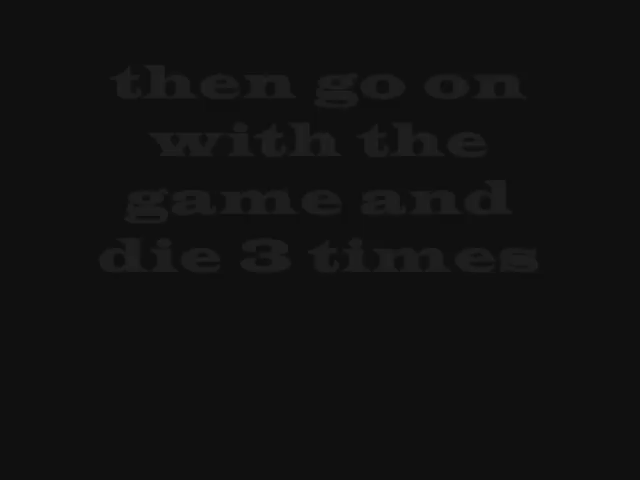 then go on
with the
game and
die 3 times